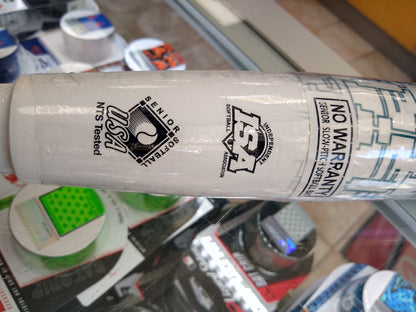 SENIOR SOFTBALL
USA
NTS Tested
INDEPENDENT
ISA
SOFTBALL ASSOCIATION
NO WARRANTY
SENIOR SLOW-PITCH SOFTBALL